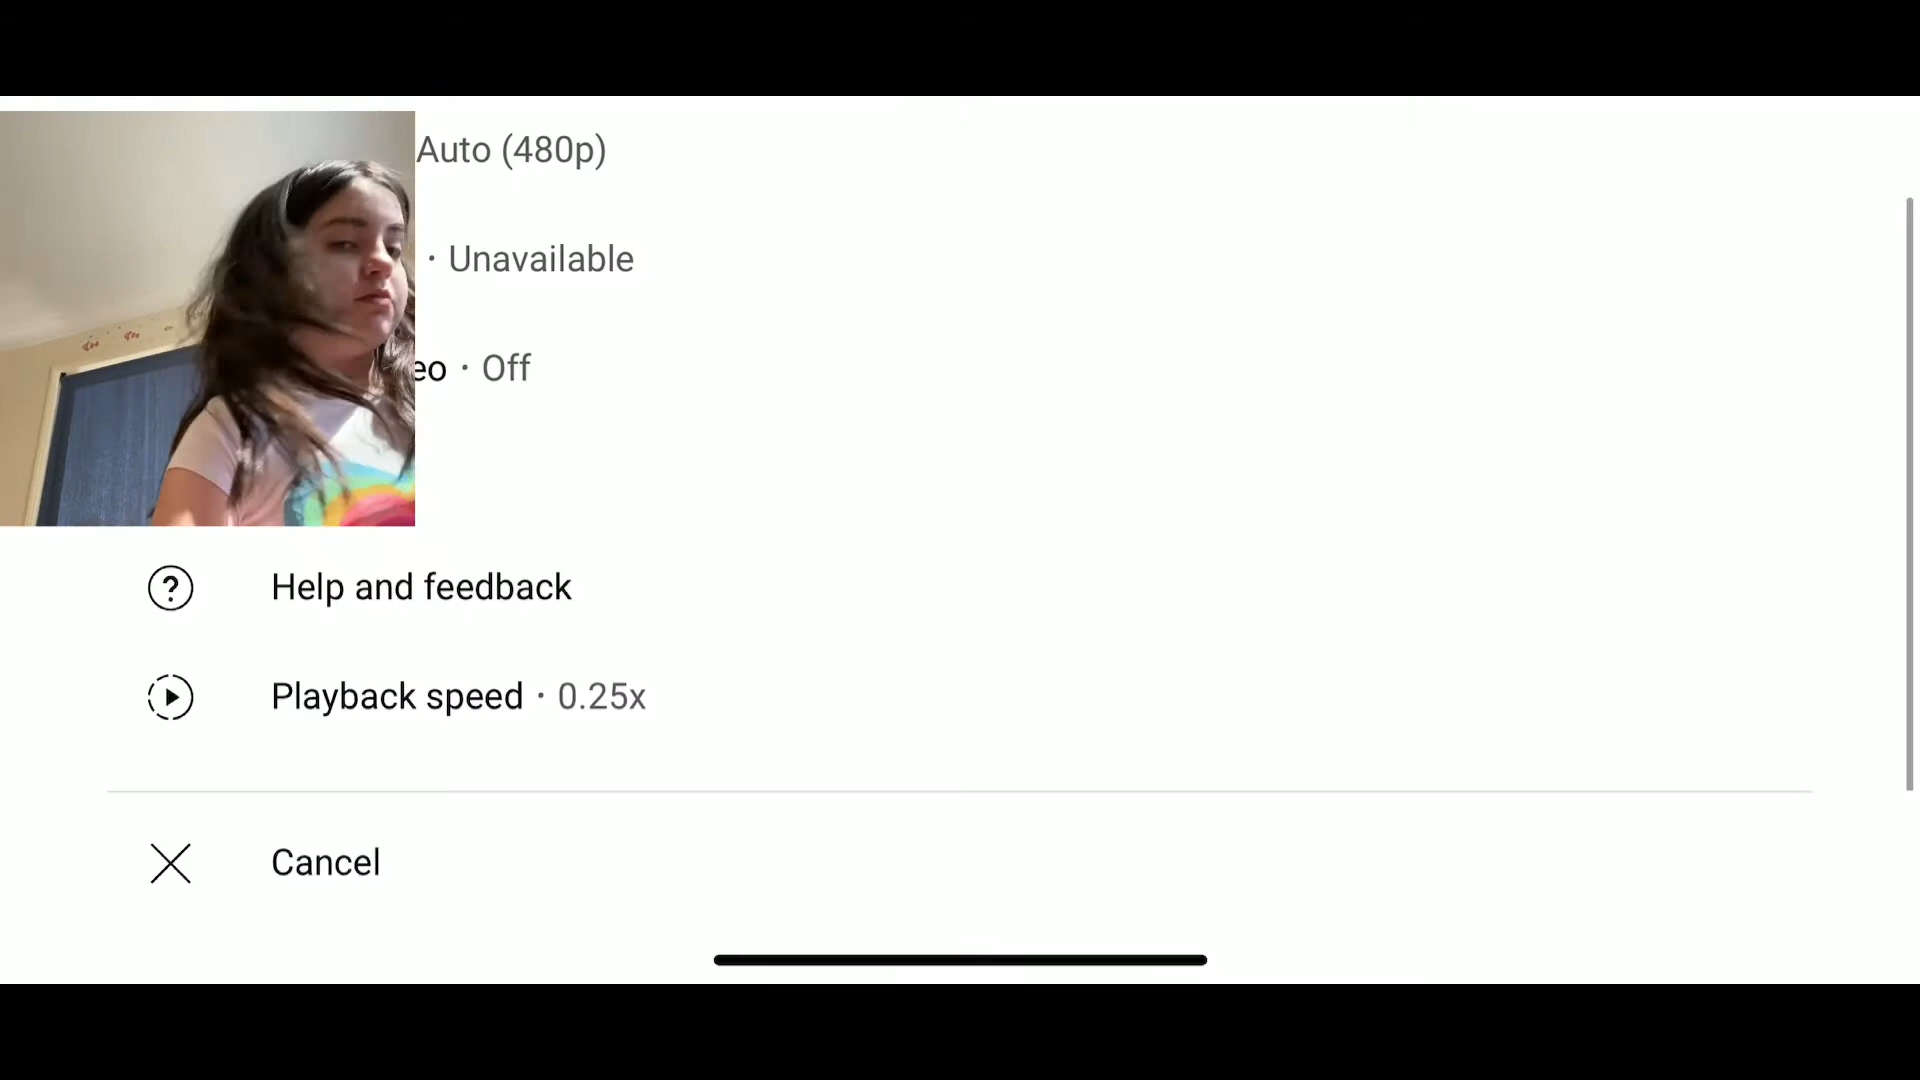 Auto (480p)
· Unavailable
eo · Off
Help and feedback
Playback speed · 0.25x
Cancel